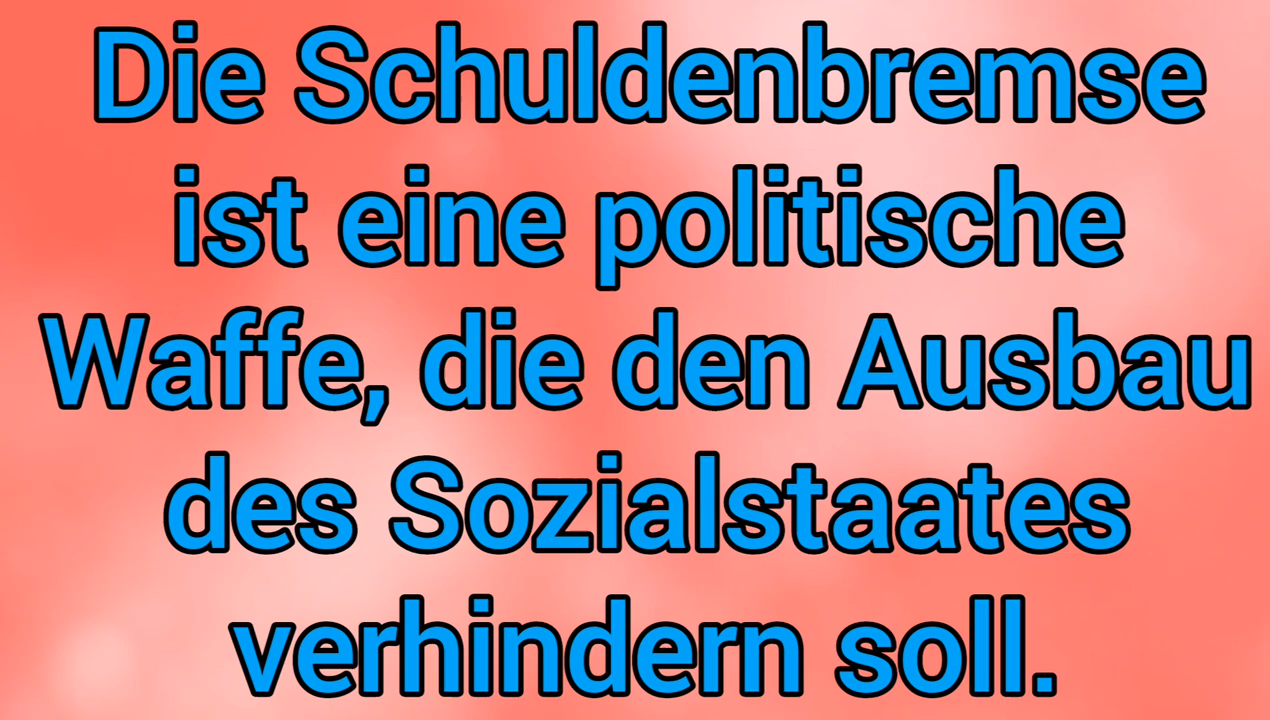 Die Schuldenbremse
ist eine politische
Waffe, die den Ausbau
des Sozialstaates
verhindern soll.